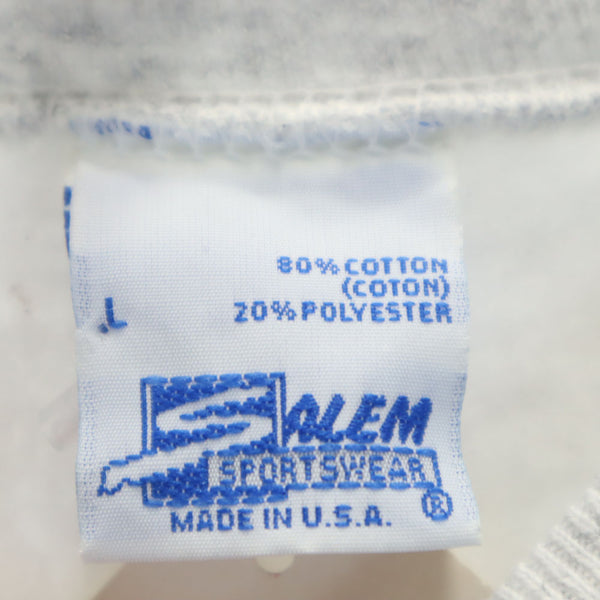 80% COTTON
(COTON)
20% POLYESTER
L
SALEM
SPORTSWEAR
®
MADE IN U.S.A.